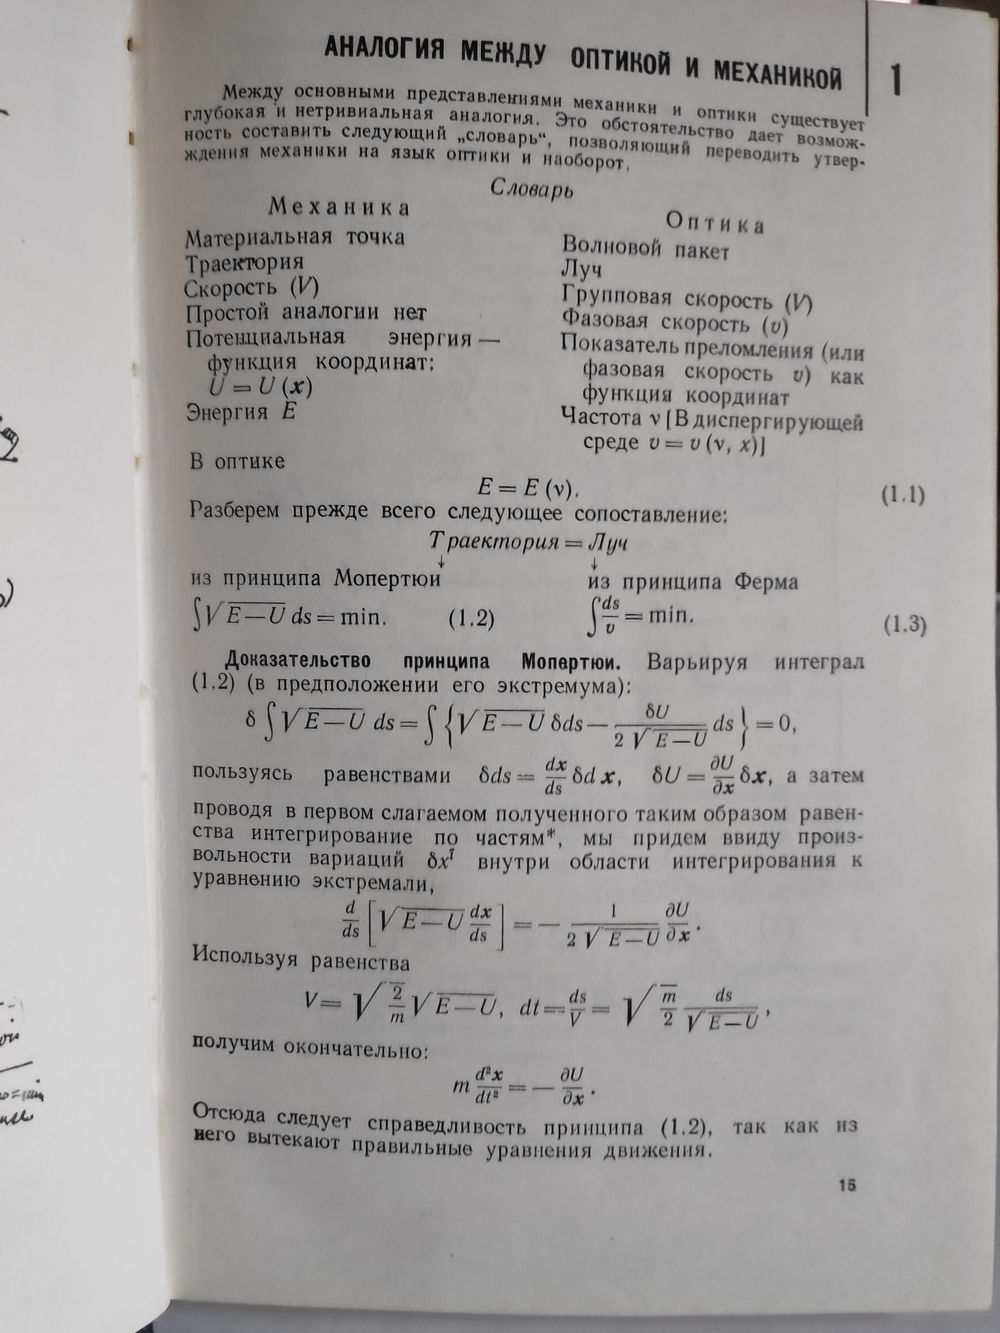 АНАЛОГИЯ МЕЖДУ ОПТИКОЙ И МЕХАНИКОЙ
1
Между основными представлениями механики и оптики существует
глубокая и нетривиальная аналогия. Это обстоятельство дает возмож-
ность составить следующий „словарь“, позволяющий переводить утвер-
ждения механики на язык оптики и наоборот.
Словарь
Механика
Оптика
Материальная точка
Волновой пакет
Траектория
Луч
Скорость (V)
Групповая скорость (V)
Простой аналогии нет
Фазовая скорость (v)
Потенциальная энергия —
функция координат:
U = U (x)
Показатель преломления (или
фазовая скорость v) как
функция координат
Энергия E
Частота ν [В диспергирующей
среде v = v (ν, x)]
В оптике
E = E (ν). (1.1)
Разберем прежде всего следующее сопоставление:
Траектория = Луч
↓ ↓
из принципа Мопертюи из принципа Ферма
∫√(E—U) ds = min. (1.2) ∫ds/v = min. (1.3)
Доказательство принципа Мопертюи. Варьируя интеграл
(1.2) (в предположении его экстремума):
δ ∫√(E—U) ds = ∫{√(E—U) δds — δU/(2√(E—U)) ds} = 0,
пользуясь равенствами δds = dx/ds δdx, δU = ∂U/∂x δx, а затем
проводя в первом слагаемом полученного таким образом равен-
ства интегрирование по частям*, мы придем ввиду произ-
вольности вариаций δx внутри области интегрирования к
уравнению экстремали,
d/ds [√(E—U) dx/ds] = — 1/(2√(E—U)) ∂U/∂x.
Используя равенства
V = √(2/m) √(E—U), dt = ds/V = √(m/2) ds/√(E—U),
получим окончательно:
m d²x/dt² = — ∂U/∂x.
Отсюда следует справедливость принципа (1.2), так как из
него вытекают правильные уравнения движения.
15